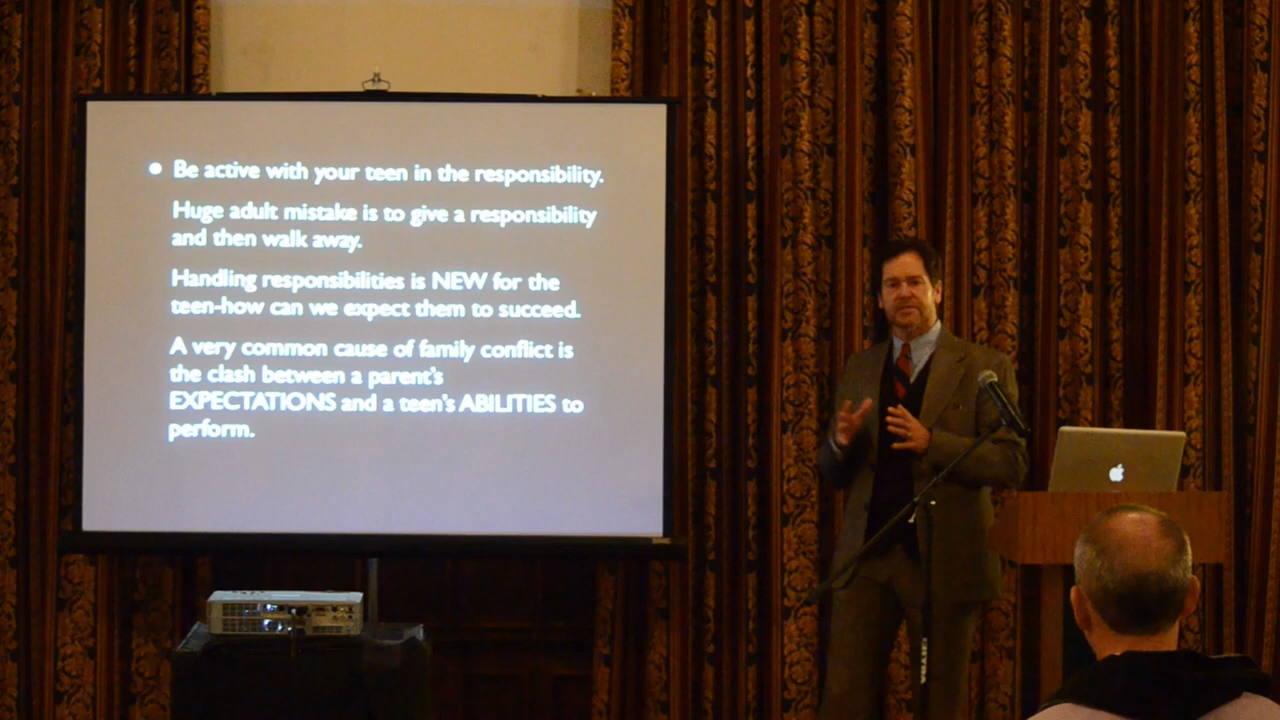 Be active with your teen in the responsibility.
Huge adult mistake is to give a responsibility
and then walk away.
Handling responsibilities is NEW for the
teen-how can we expect them to succeed.
A very common cause of family conflict is
the clash between a parent's
EXPECTATIONS and a teen's ABILITIES to
perform.